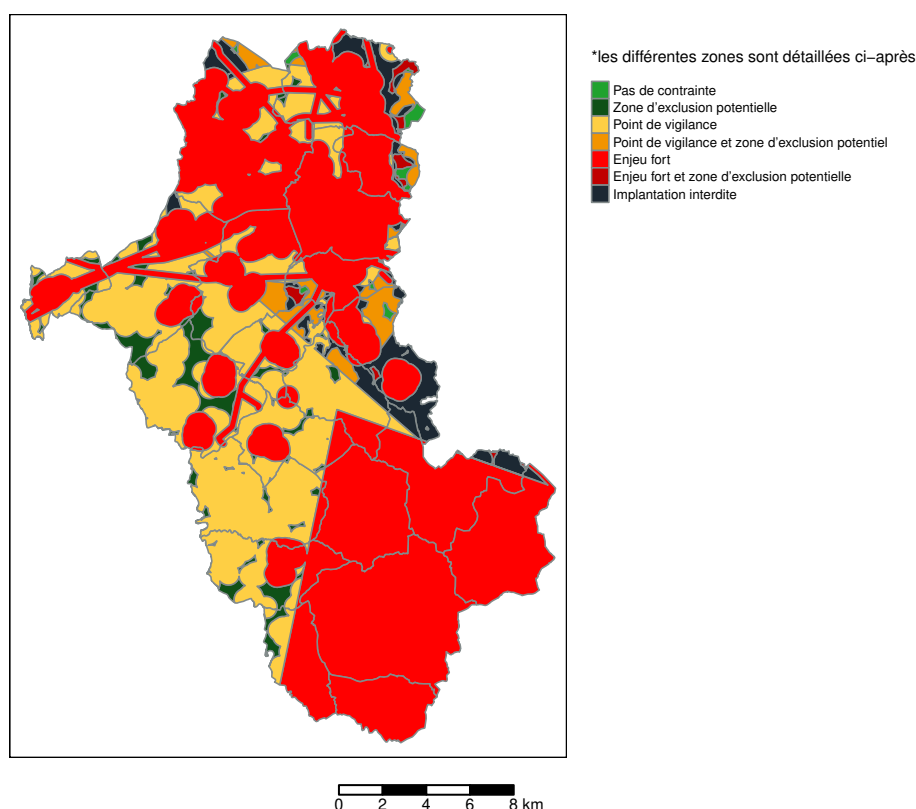 *les différentes zones sont détaillées ci–après
Pas de contrainte
Zone d'exclusion potentielle
Point de vigilance
Point de vigilance et zone d'exclusion potentiel
Enjeu fort
Enjeu fort et zone d'exclusion potentielle
Implantation interdite
0 2 4 6 8 km